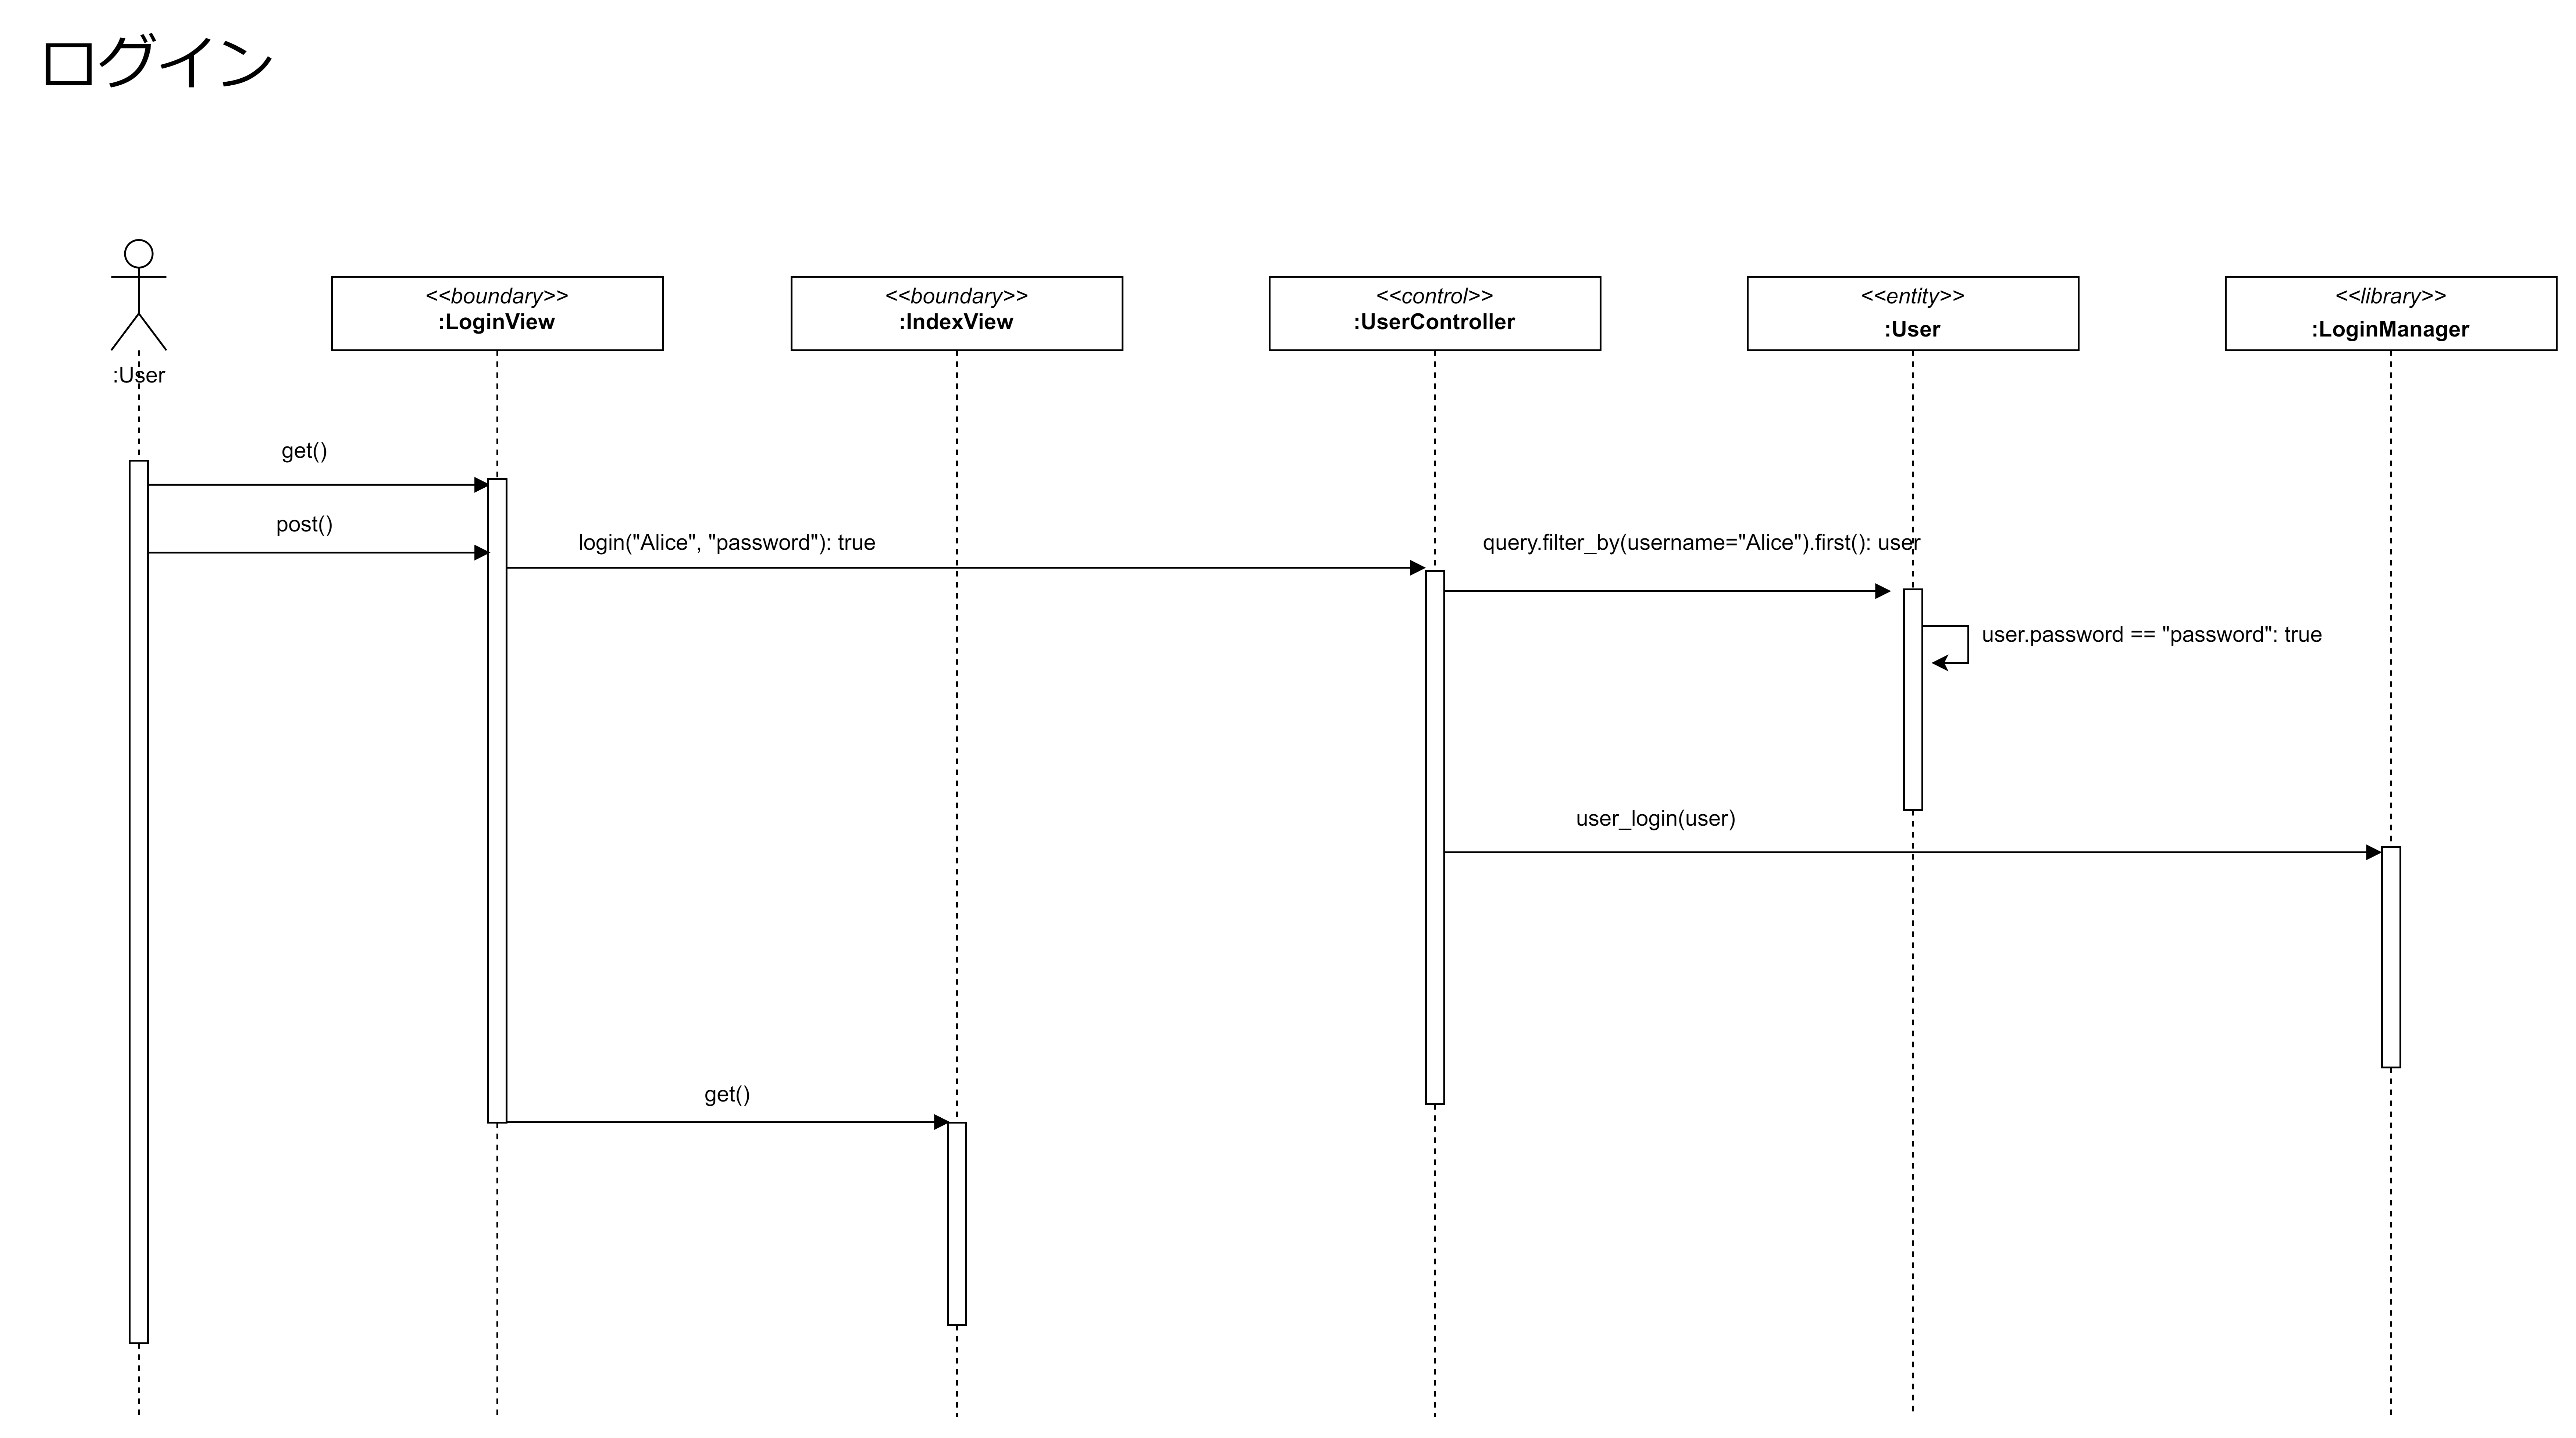 ログイン
:User
<<boundary>>
:LoginView
<<boundary>>
:IndexView
<<control>>
:UserController
<<entity>>
:User
<<library>>
:LoginManager
get()
post()
login("Alice", "password"): true
query.filter_by(username="Alice").first(): user
user.password == "password": true
user_login(user)
get()